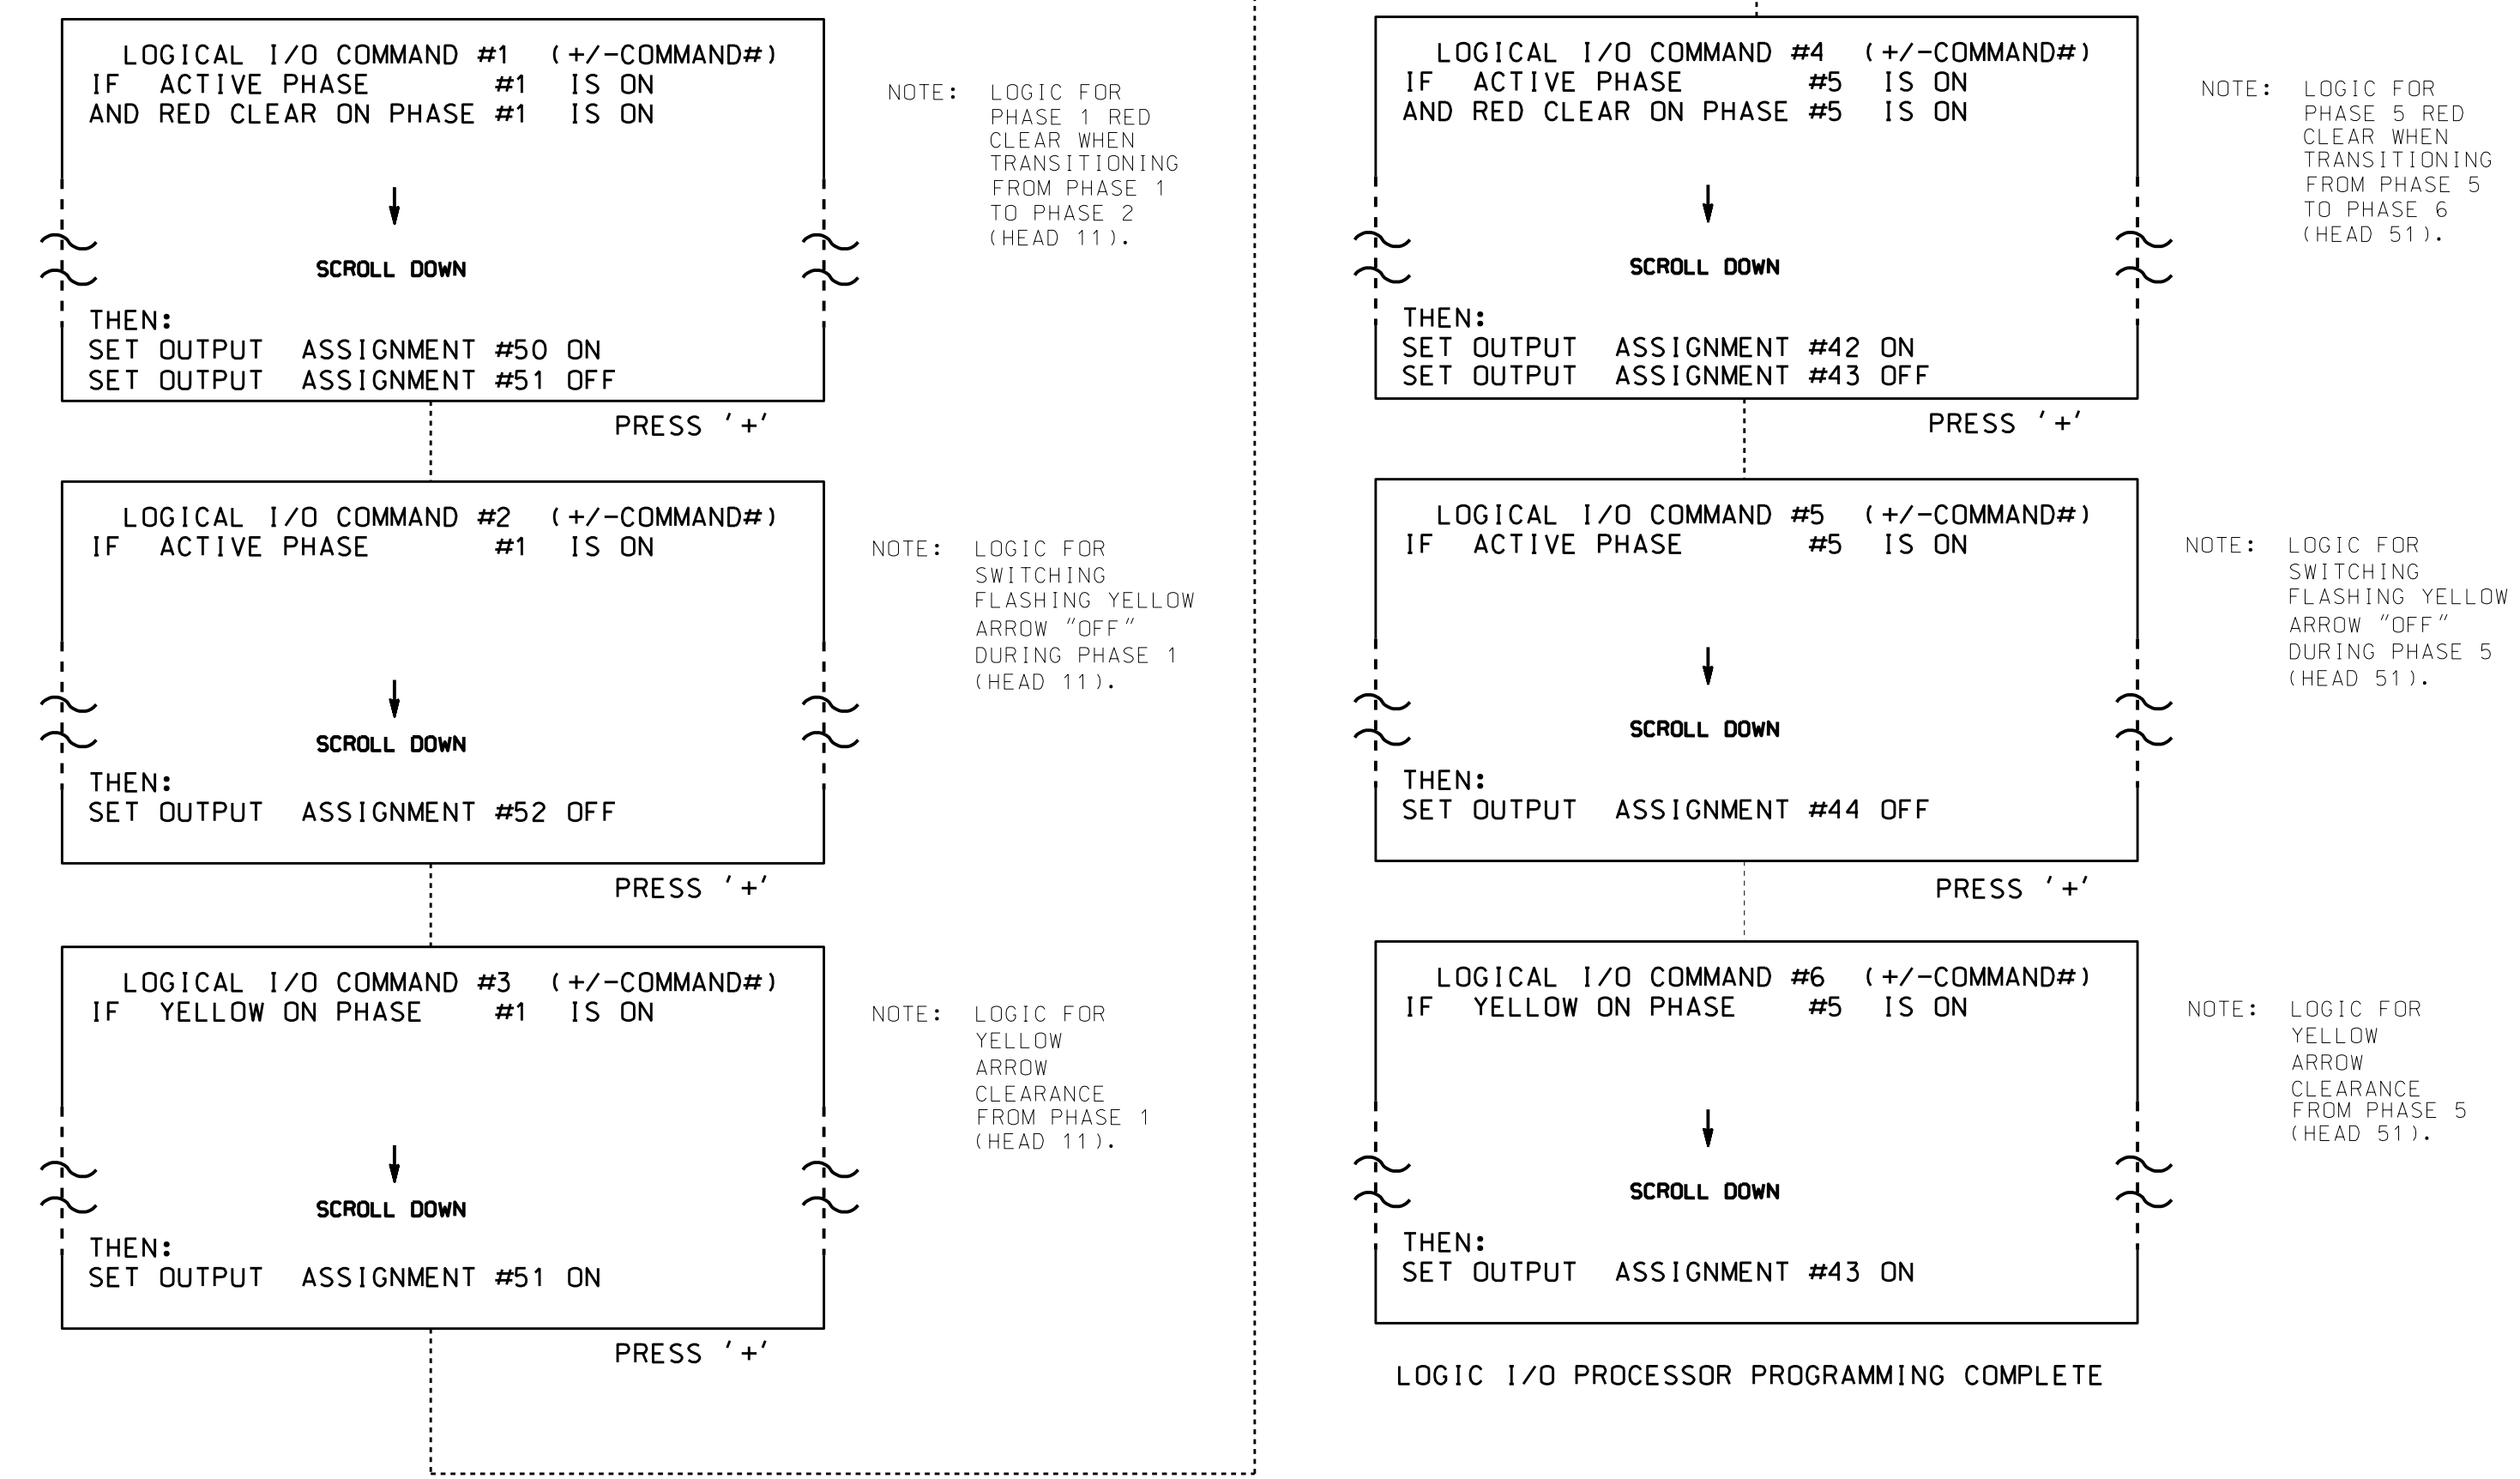 LOGICAL I/O COMMAND #1 (+/-COMMAND#)
IF ACTIVE PHASE #1 IS ON
AND RED CLEAR ON PHASE #1 IS ON
SCROLL DOWN
THEN:
SET OUTPUT ASSIGNMENT #50 ON
SET OUTPUT ASSIGNMENT #51 OFF
PRESS '+'
NOTE: LOGIC FOR
PHASE 1 RED
CLEAR WHEN
TRANSITIONING
FROM PHASE 1
TO PHASE 2
(HEAD 11).
LOGICAL I/O COMMAND #2 (+/-COMMAND#)
IF ACTIVE PHASE #1 IS ON
SCROLL DOWN
THEN:
SET OUTPUT ASSIGNMENT #52 OFF
PRESS '+'
NOTE: LOGIC FOR
SWITCHING
FLASHING YELLOW
ARROW "OFF"
DURING PHASE 1
(HEAD 11).
LOGICAL I/O COMMAND #3 (+/-COMMAND#)
IF YELLOW ON PHASE #1 IS ON
SCROLL DOWN
THEN:
SET OUTPUT ASSIGNMENT #51 ON
PRESS '+'
NOTE: LOGIC FOR
YELLOW
ARROW
CLEARANCE
FROM PHASE 1
(HEAD 11).
LOGICAL I/O COMMAND #4 (+/-COMMAND#)
IF ACTIVE PHASE #5 IS ON
AND RED CLEAR ON PHASE #5 IS ON
SCROLL DOWN
THEN:
SET OUTPUT ASSIGNMENT #42 ON
SET OUTPUT ASSIGNMENT #43 OFF
PRESS '+'
NOTE: LOGIC FOR
PHASE 5 RED
CLEAR WHEN
TRANSITIONING
FROM PHASE 5
TO PHASE 6
(HEAD 51).
LOGICAL I/O COMMAND #5 (+/-COMMAND#)
IF ACTIVE PHASE #5 IS ON
SCROLL DOWN
THEN:
SET OUTPUT ASSIGNMENT #44 OFF
PRESS '+'
NOTE: LOGIC FOR
SWITCHING
FLASHING YELLOW
ARROW "OFF"
DURING PHASE 5
(HEAD 51).
LOGICAL I/O COMMAND #6 (+/-COMMAND#)
IF YELLOW ON PHASE #5 IS ON
SCROLL DOWN
THEN:
SET OUTPUT ASSIGNMENT #43 ON
NOTE: LOGIC FOR
YELLOW
ARROW
CLEARANCE
FROM PHASE 5
(HEAD 51).
LOGIC I/O PROCESSOR PROGRAMMING COMPLETE